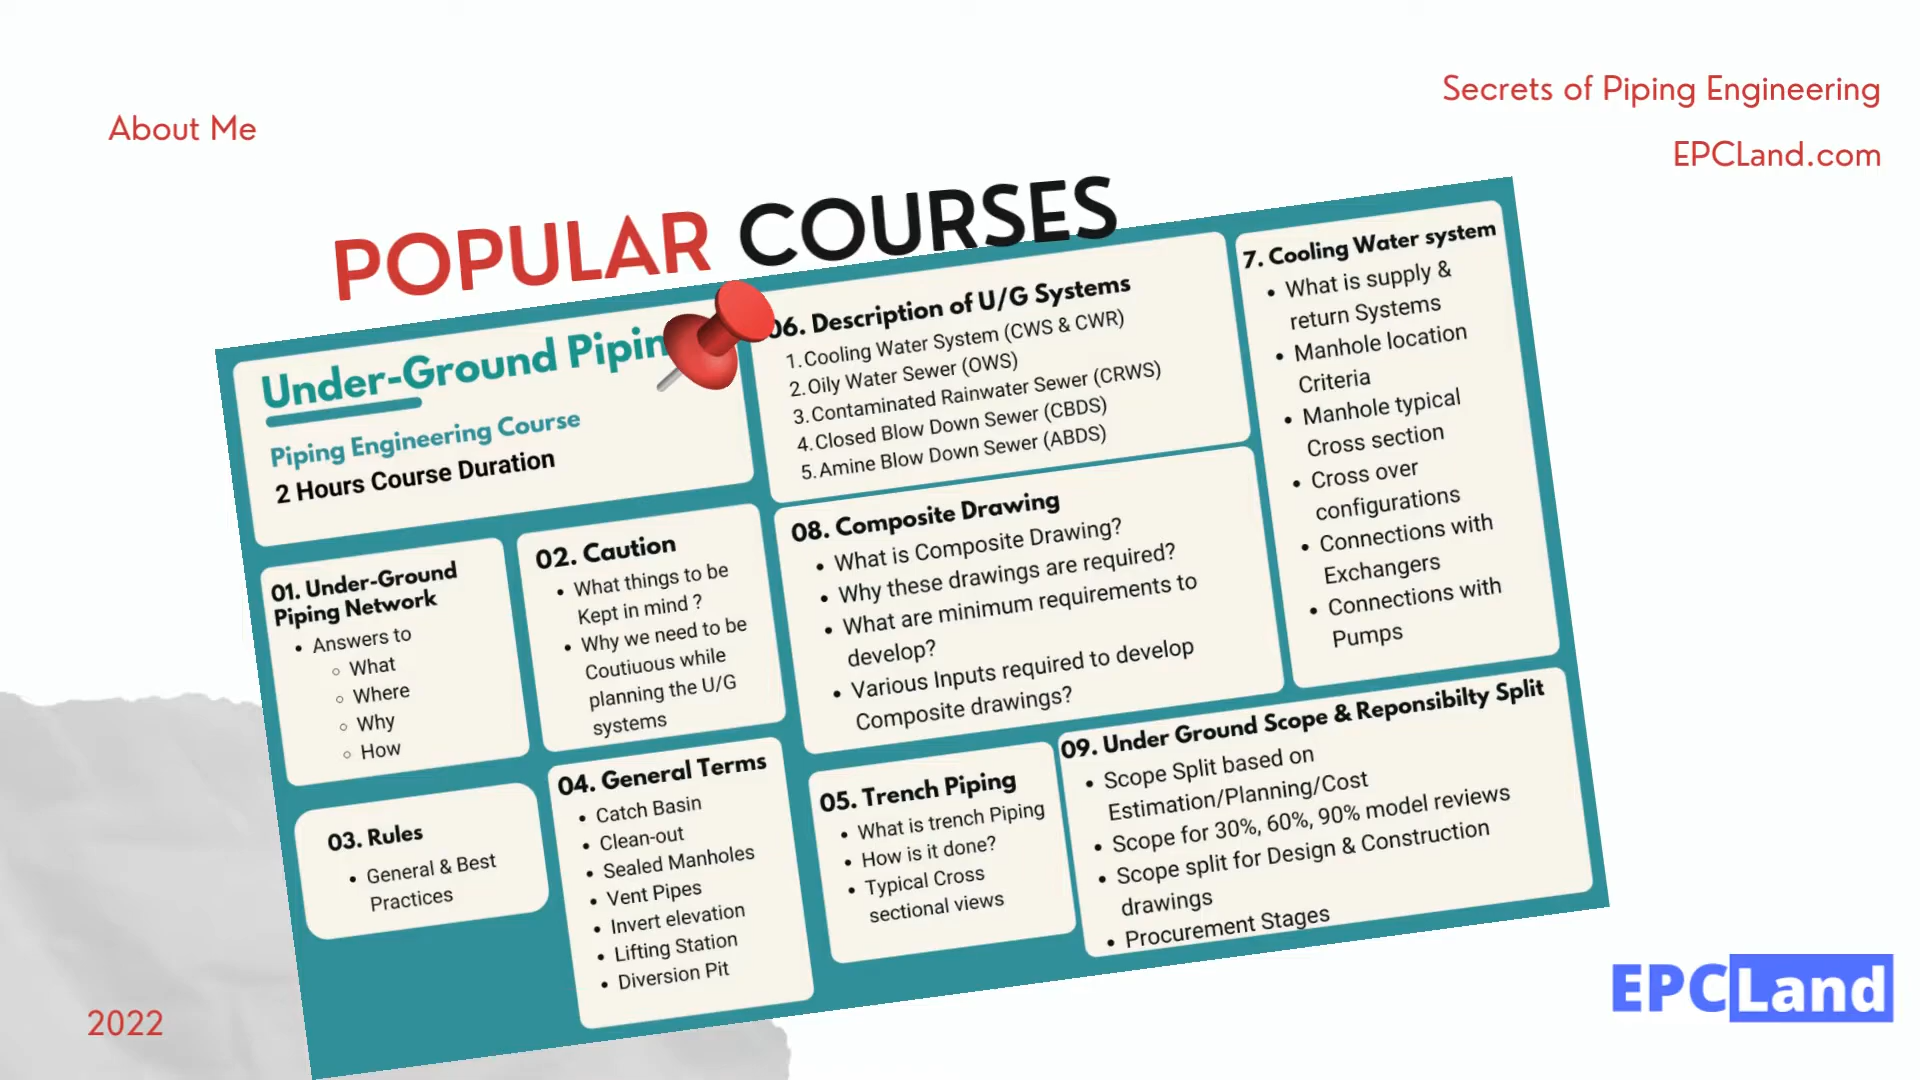 About Me
Secrets of Piping Engineering
EPCLand.com
POPULAR COURSES
Under-Ground Pipin
Piping Engineering Course
2 Hours Course Duration
01. Under-Ground
Piping Network
Answers to
What
Where
Why
How
02. Caution
What things to be
Kept in mind ?
Why we need to be
Coutiuous while
planning the U/G
systems
03. Rules
General & Best
Practices
04. General Terms
Catch Basin
Clean-out
Sealed Manholes
Vent Pipes
Invert elevation
Lifting Station
Diversion Pit
05. Trench Piping
What is trench Piping
How is it done?
Typical Cross
sectional views
06. Description of U/G Systems
1. Cooling Water System (CWS & CWR)
2. Oily Water Sewer (OWS)
3. Contaminated Rainwater Sewer (CRWS)
4. Closed Blow Down Sewer (CBDS)
5. Amine Blow Down Sewer (ABDS)
7. Cooling Water system
What is supply &
return Systems
Manhole location
Criteria
Manhole typical
Cross section
Cross over
configurations
Connections with
Exchangers
Connections with
Pumps
08. Composite Drawing
What is Composite Drawing?
Why these drawings are required?
What are minimum requirements to
develop?
Various Inputs required to develop
Composite drawings?
09. Under Ground Scope & Reponsibilty Split
Scope Split based on
Estimation/Planning/Cost
Scope for 30%, 60%, 90% model reviews
Scope split for Design & Construction
drawings
Procurement Stages
2022
EPCLand